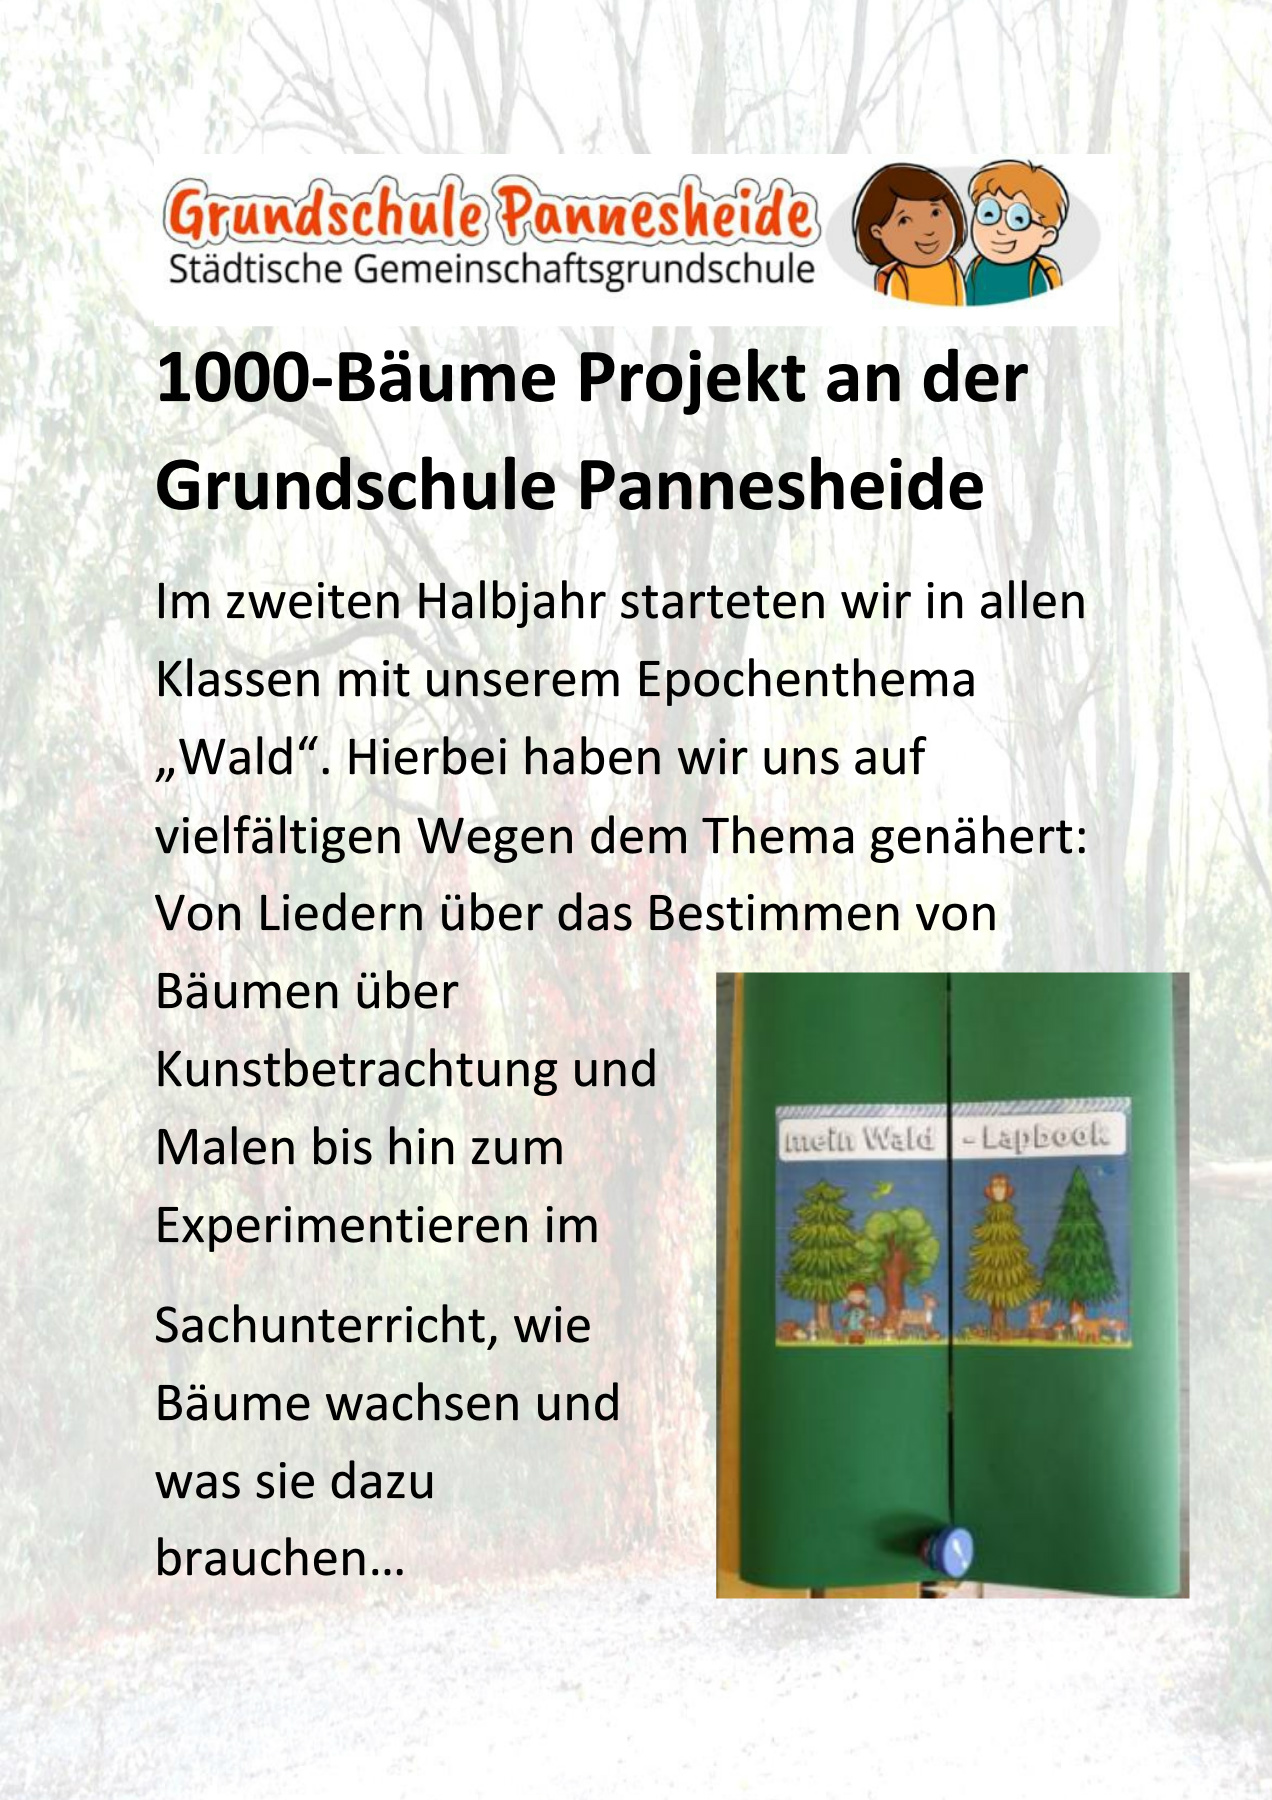 Grundschule Pannesheide
Städtische Gemeinschaftsgrundschule
1000-Bäume Projekt an der
Grundschule Pannesheide
Im zweiten Halbjahr starteten wir in allen
Klassen mit unserem Epochenthema
„Wald“. Hierbei haben wir uns auf
vielfältigen Wegen dem Thema genähert:
Von Liedern über das Bestimmen von
Bäumen über
Kunstbetrachtung und
Malen bis hin zum
Experimentieren im
Sachunterricht, wie
Bäume wachsen und
was sie dazu
brauchen…
mein Wald - Lapbook